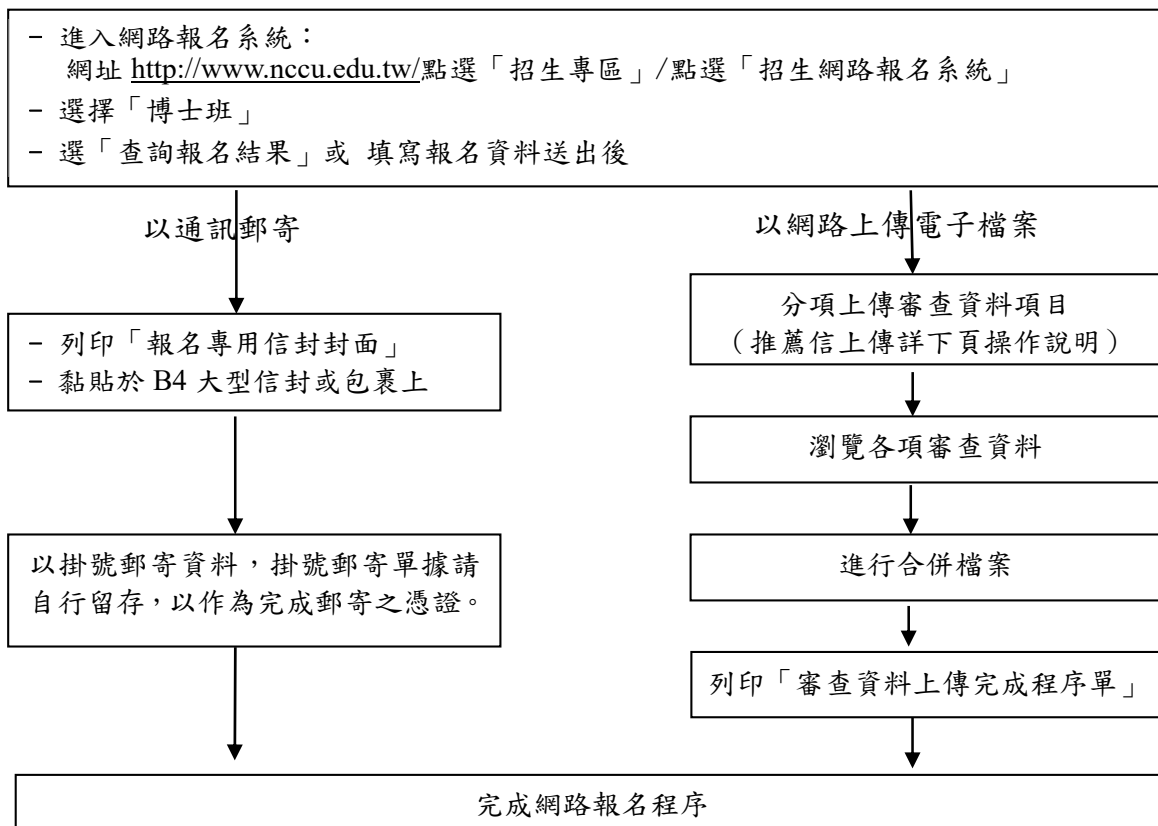 – 進入網路報名系統：
網址 http://www.nccu.edu.tw/點選「招生專區」/點選「招生網路報名系統」
– 選擇「博士班」
– 選「查詢報名結果」或 填寫報名資料送出後
以通訊郵寄
以網路上傳電子檔案
– 列印「報名專用信封封面」
– 黏貼於 B4 大型信封或包裹上
以掛號郵寄資料，掛號郵寄單據請
自行留存，以作為完成郵寄之憑證。
分項上傳審查資料項目
（推薦信上傳詳下頁操作說明）
瀏覽各項審查資料
進行合併檔案
列印「審查資料上傳完成程序單」
完成網路報名程序